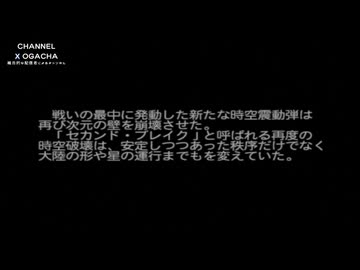 CHANNEL
X OGACHA
戦いの最中に発動した新たな時空震動弾は
再び次元の壁を崩壊させた。
「セカンド・ブレイク」と呼ばれる再度の
時空破壊は、安定しつつあった秩序だけでなく
大陸の形や星の運行までもを変えていた。